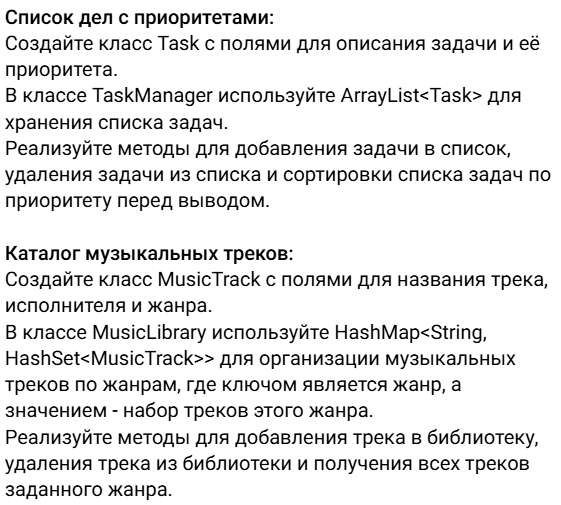 Список дел с приоритетами:
Создайте класс Task с полями для описания задачи и её
приоритета.
В классе TaskManager используйте ArrayList<Task> для
хранения списка задач.
Реализуйте методы для добавления задачи в список,
удаления задачи из списка и сортировки списка задач по
приоритету перед выводом.
Каталог музыкальных треков:
Создайте класс MusicTrack с полями для названия трека,
исполнителя и жанра.
В классе MusicLibrary используйте HashMap<String,
HashSet<MusicTrack>> для организации музыкальных
треков по жанрам, где ключом является жанр, а
значением - набор треков этого жанра.
Реализуйте методы для добавления трека в библиотеку,
удаления трека из библиотеки и получения всех треков
заданного жанра.